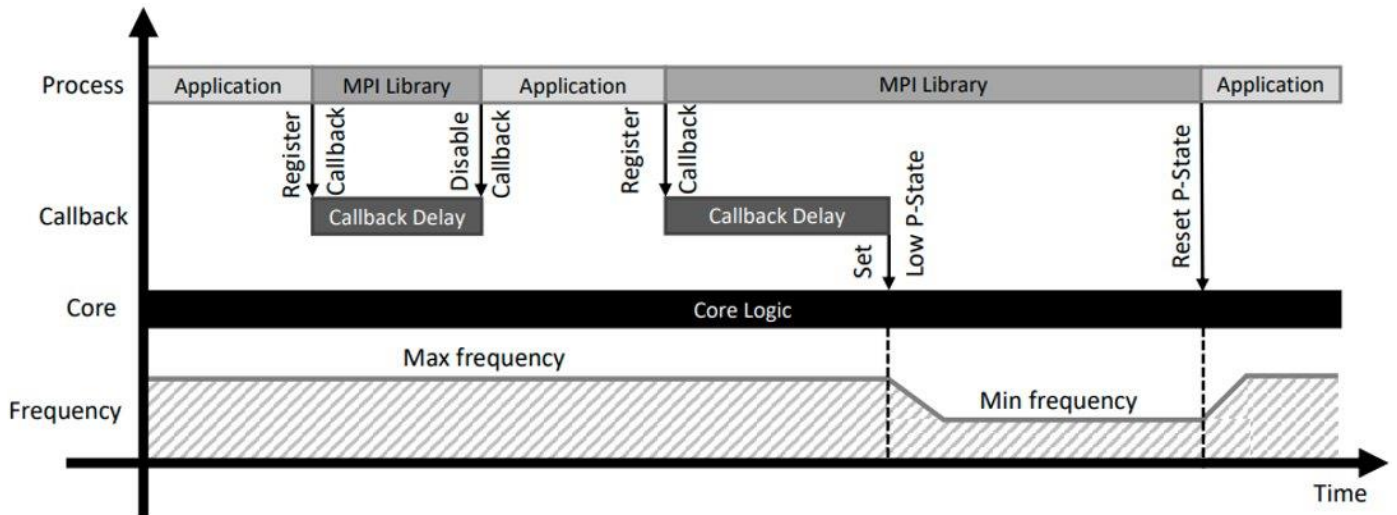 Process
Application
MPI Library
Application
MPI Library
Application
Register
Callback
Disable
Callback
Register
Callback
Callback
Callback Delay
Callback Delay
Set
Low P-State
Reset P-State
Core
Core Logic
Max frequency
Frequency
Min frequency
Time